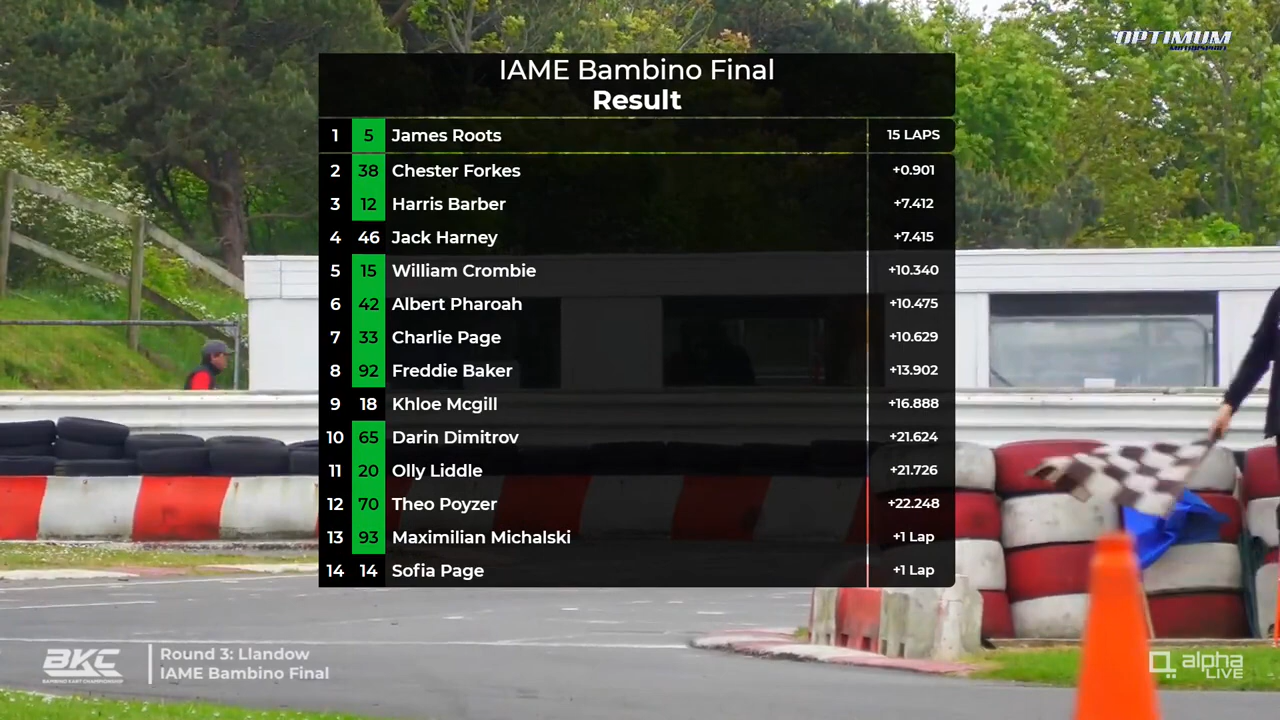 OPTIMUM
MOTORSPORT
IAME Bambino Final
Result
1 5 James Roots 15 LAPS
2 38 Chester Forkes +0.901
3 12 Harris Barber +7.412
4 46 Jack Harney +7.415
5 15 William Crombie +10.340
6 42 Albert Pharoah +10.475
7 33 Charlie Page +10.629
8 92 Freddie Baker +13.902
9 18 Khloe Mcgill +16.888
10 65 Darin Dimitrov +21.624
11 20 Olly Liddle +21.726
12 70 Theo Poyzer +22.248
13 93 Maximilian Michalski +1 Lap
14 14 Sofia Page +1 Lap
BKC
BAMBINO KART CHAMPIONSHIP
Round 3: Llandow
IAME Bambino Final
alpha
LIVE